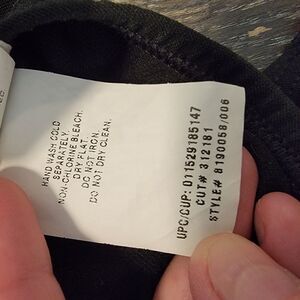 HAND WASH COLD
SEPARATELY.
NON-CHLORINE BLEACH.
DRY FLAT.
DO NOT IRON.
DO NOT DRY CLEAN.
UPC/CUP: 011529185147
CUT# 312181
STYLE# 8190058/006